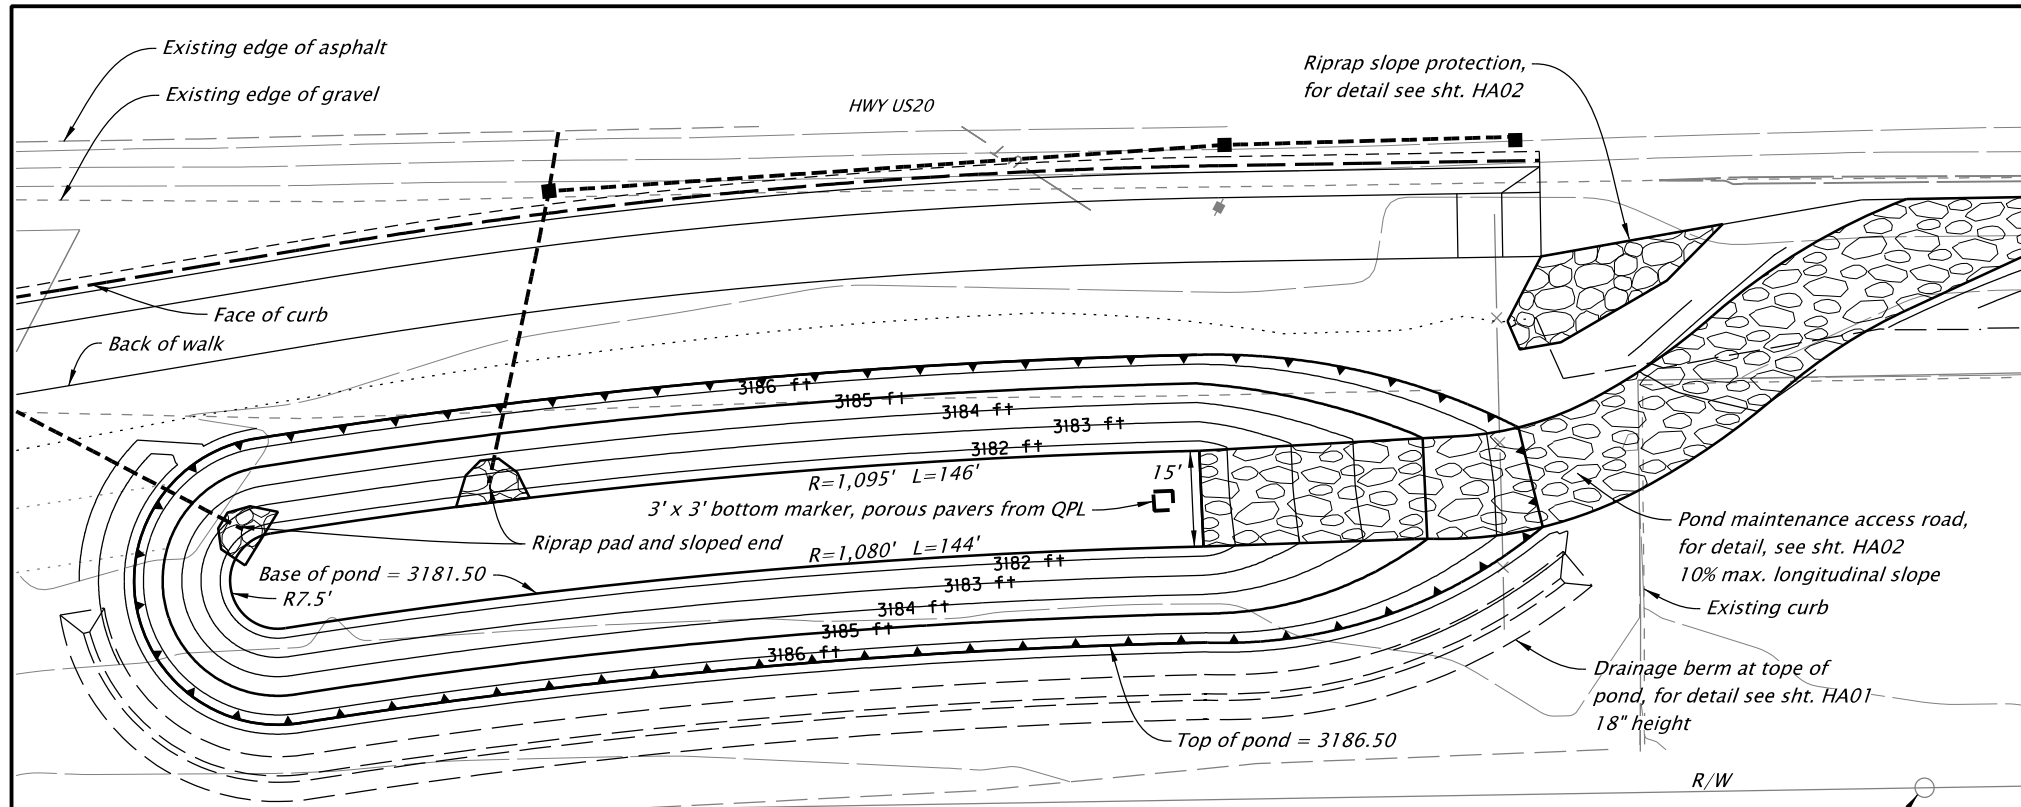 Existing edge of asphalt
Existing edge of gravel
HWY US20
Riprap slope protection,
for detail see sht. HA02
Face of curb
Back of walk
3186 ft
3185 ft
3184 ft
3183 ft
3182 ft
R=1,095' L=146'
15'
3' x 3' bottom marker, porous pavers from QPL
Riprap pad and sloped end
R=1,080' L=144'
Base of pond = 3181.50
R7.5'
3182 ft
3183 ft
3184 ft
3185 ft
3186 ft
Pond maintenance access road,
for detail, see sht. HA02
10% max. longitudinal slope
Existing curb
Drainage berm at tope of
pond, for detail see sht. HA01
18" height
Top of pond = 3186.50
R/W